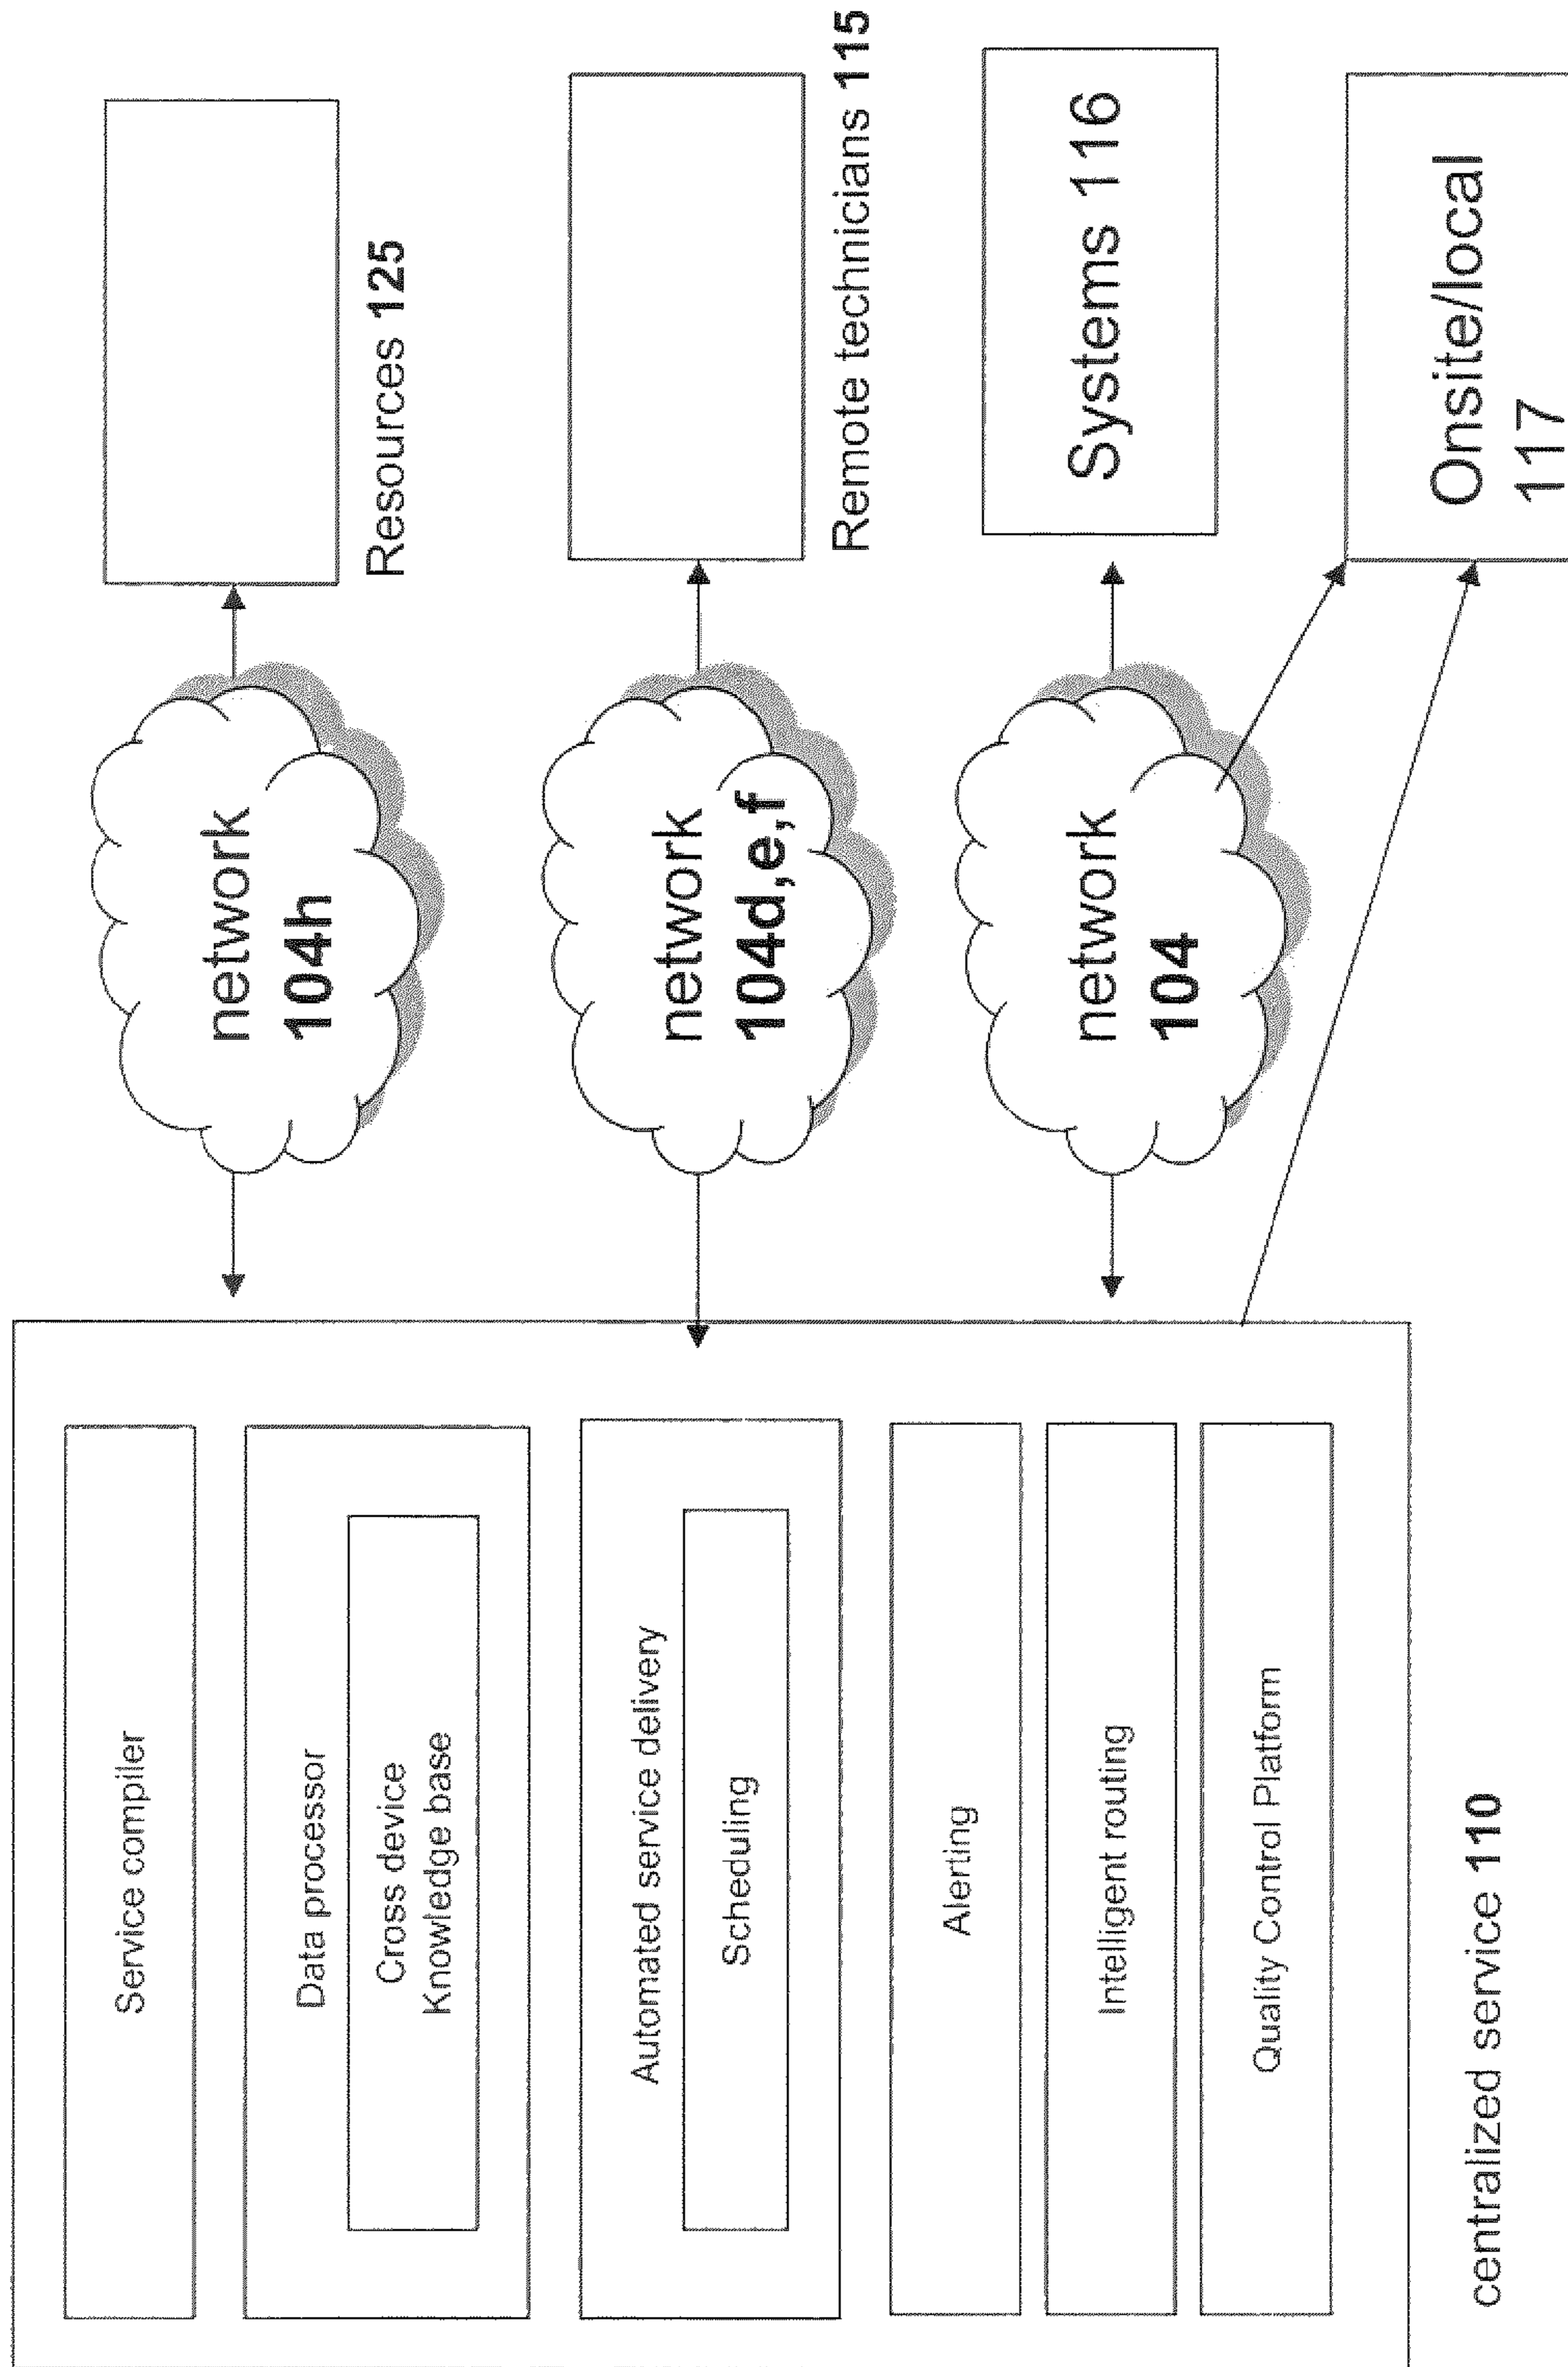 Service compiler
Data processor
Cross device
Knowledge base
Automated service delivery
Scheduling
Alerting
Intelligent routing
Quality Control Platform
centralized service 110
network
104h
network
104d,e,f
network
104
Resources 125
Remote technicians 115
Systems 116
Onsite/local
117